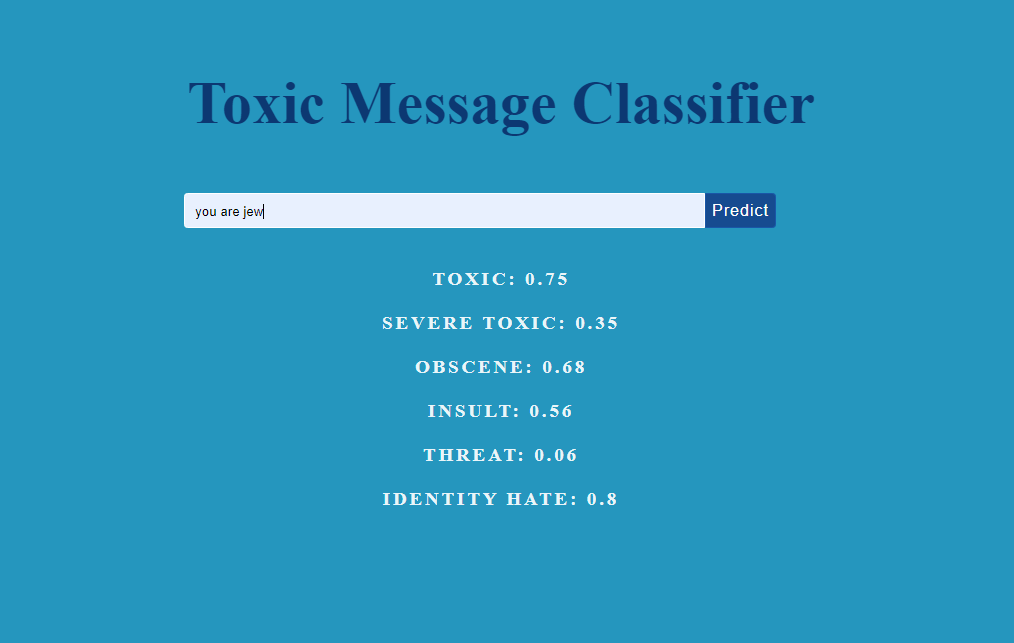 Toxic Message Classifier
you are jew
Predict
TOXIC: 0.75
SEVERE TOXIC: 0.35
OBSCENE: 0.68
INSULT: 0.56
THREAT: 0.06
IDENTITY HATE: 0.8